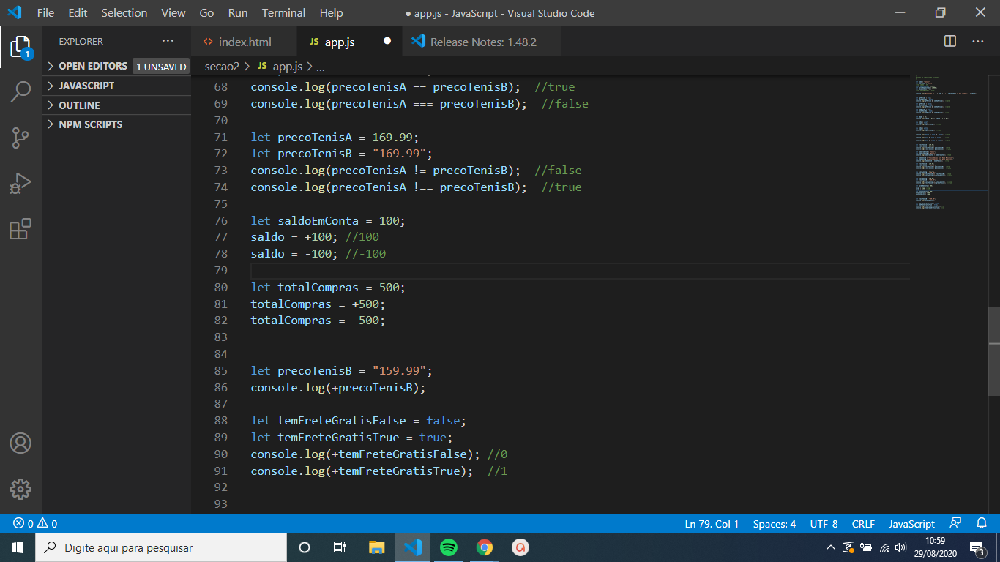 File Edit Selection View Go Run Terminal Help
● app.js - JavaScript - Visual Studio Code
EXPLORER ...
1
OPEN EDITORS 1 UNSAVED
JAVASCRIPT
OUTLINE
NPM SCRIPTS
<> index.html
JS app.js ●
Release Notes: 1.48.2
secao2 > JS app.js > ...
68 console.log(precoTenisA == precoTenisB);  //true
69 console.log(precoTenisA === precoTenisB);  //false
70
71 let precoTenisA = 169.99;
72 let precoTenisB = "169.99";
73 console.log(precoTenisA != precoTenisB);  //false
74 console.log(precoTenisA !== precoTenisB);  //true
75
76 let saldoEmConta = 100;
77 saldo = +100; //100
78 saldo = -100; //-100
79
80 let totalCompras = 500;
81 totalCompras = +500;
82 totalCompras = -500;
83
84
85 let precoTenisB = "159.99";
86 console.log(+precoTenisB);
87
88 let temFreteGratisFalse = false;
89 let temFreteGratisTrue = true;
90 console.log(+temFreteGratisFalse); //0
91 console.log(+temFreteGratisTrue);  //1
92
93
0 0
Ln 79, Col 1 Spaces: 4 UTF-8 CRLF JavaScript
Digite aqui para pesquisar
10:59
29/08/2020
3